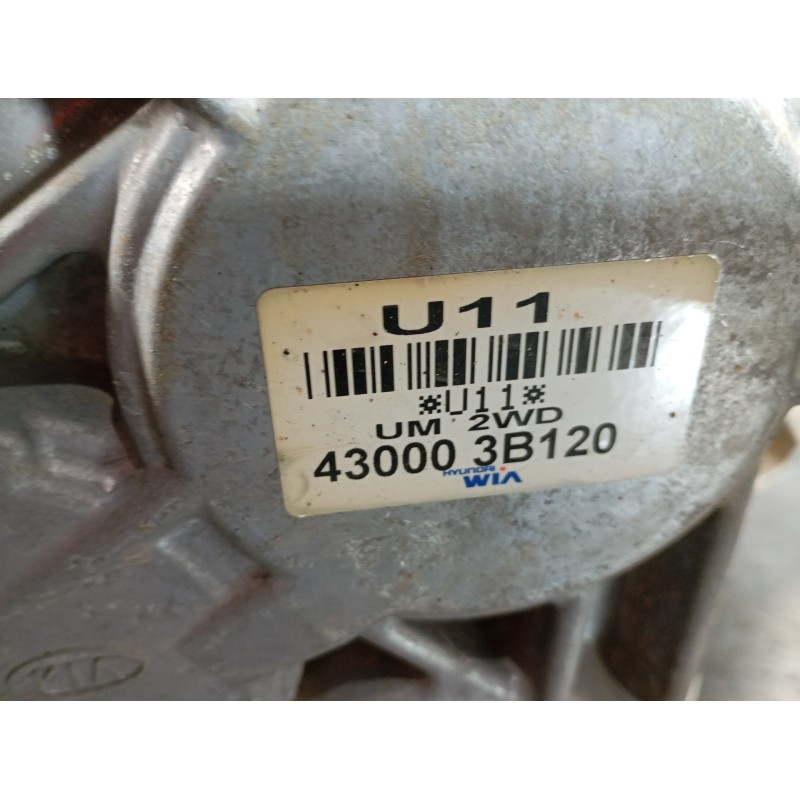 U11
*U11*
UM 2WD
43000 3B120
HYUNDAI
WIA
KIA